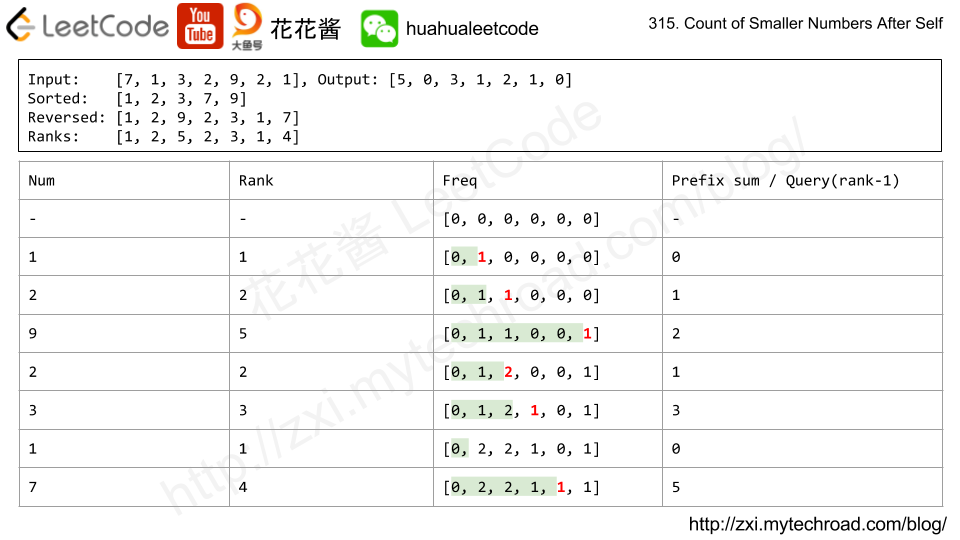 LeetCode You Tube 大鱼号 花花酱 huahualeetcode 315. Count of Smaller Numbers After Self
Input: [7, 1, 3, 2, 9, 2, 1], Output: [5, 0, 3, 1, 2, 1, 0]
Sorted: [1, 2, 3, 7, 9]
Reversed: [1, 2, 9, 2, 3, 1, 7]
Ranks: [1, 2, 5, 2, 3, 1, 4]
Num Rank Freq Prefix sum / Query(rank-1)
- - [0, 0, 0, 0, 0, 0] -
1 1 [0, 1, 0, 0, 0, 0] 0
2 2 [0, 1, 1, 0, 0, 0] 1
9 5 [0, 1, 1, 0, 0, 1] 2
2 2 [0, 1, 2, 0, 0, 1] 1
3 3 [0, 1, 2, 1, 0, 1] 3
1 1 [0, 2, 2, 1, 0, 1] 0
7 4 [0, 2, 2, 1, 1, 1] 5
花花酱 LeetCode
http://zxi.mytechroad.com/blog/
http://zxi.mytechroad.com/blog/